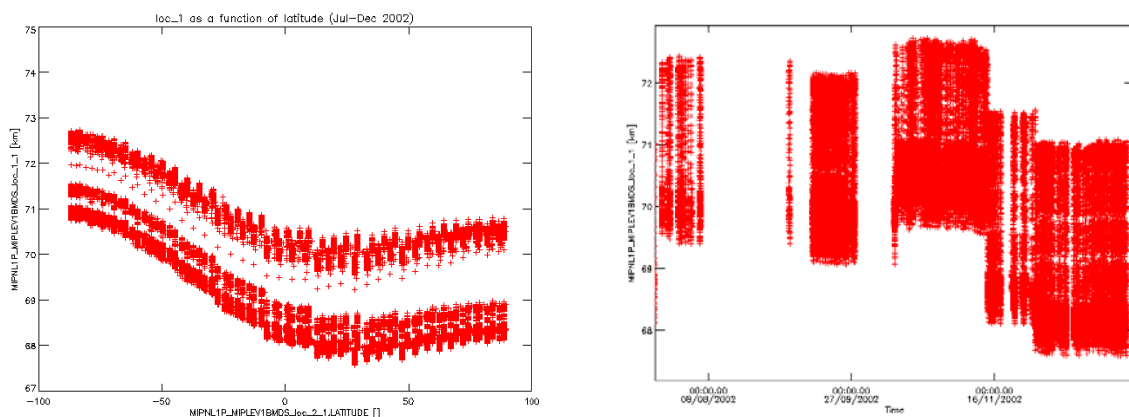 loc_1 as a function of latitude (Jul-Dec 2002)
75
74
73
72
71
70
69
68
67
MIPNL1P_MIPLEV1BMDS_loc_1_1 [km]
-100
-50
0
50
100
MIPNL1P_MIPLEV1BMDS_loc_2_1.LATITUDE []
72
71
70
69
68
MIPNL1P_MIPLEV1BMDS_loc_1_1 [km]
00:00.00 00:00.00 00:00.00
08/08/2002 27/09/2002 16/11/2002
Time